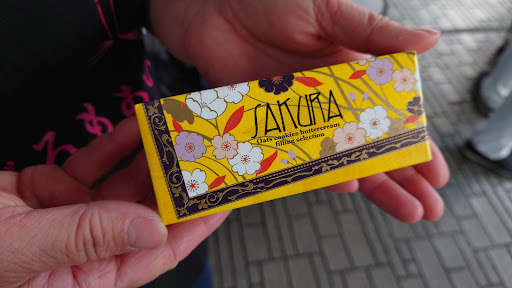 SAKURA
Oats cookies buttercream
filling selection